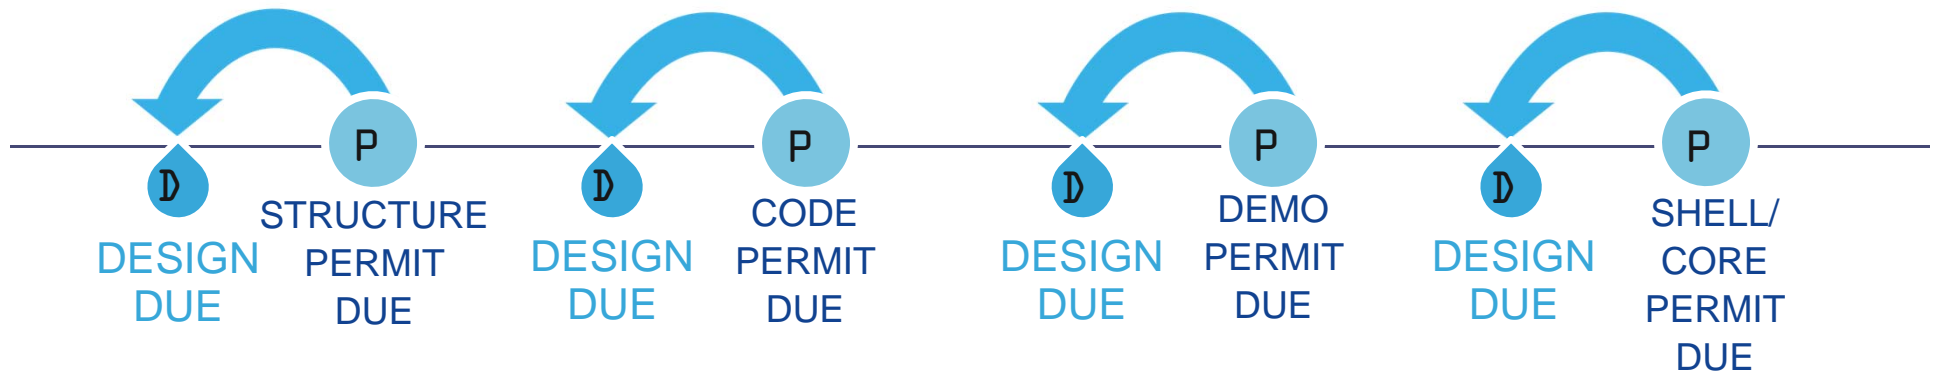 D
DESIGN
DUE
P
STRUCTURE
PERMIT
DUE
D
DESIGN
DUE
P
CODE
PERMIT
DUE
D
DESIGN
DUE
P
DEMO
PERMIT
DUE
D
DESIGN
DUE
P
SHELL/
CORE
PERMIT
DUE